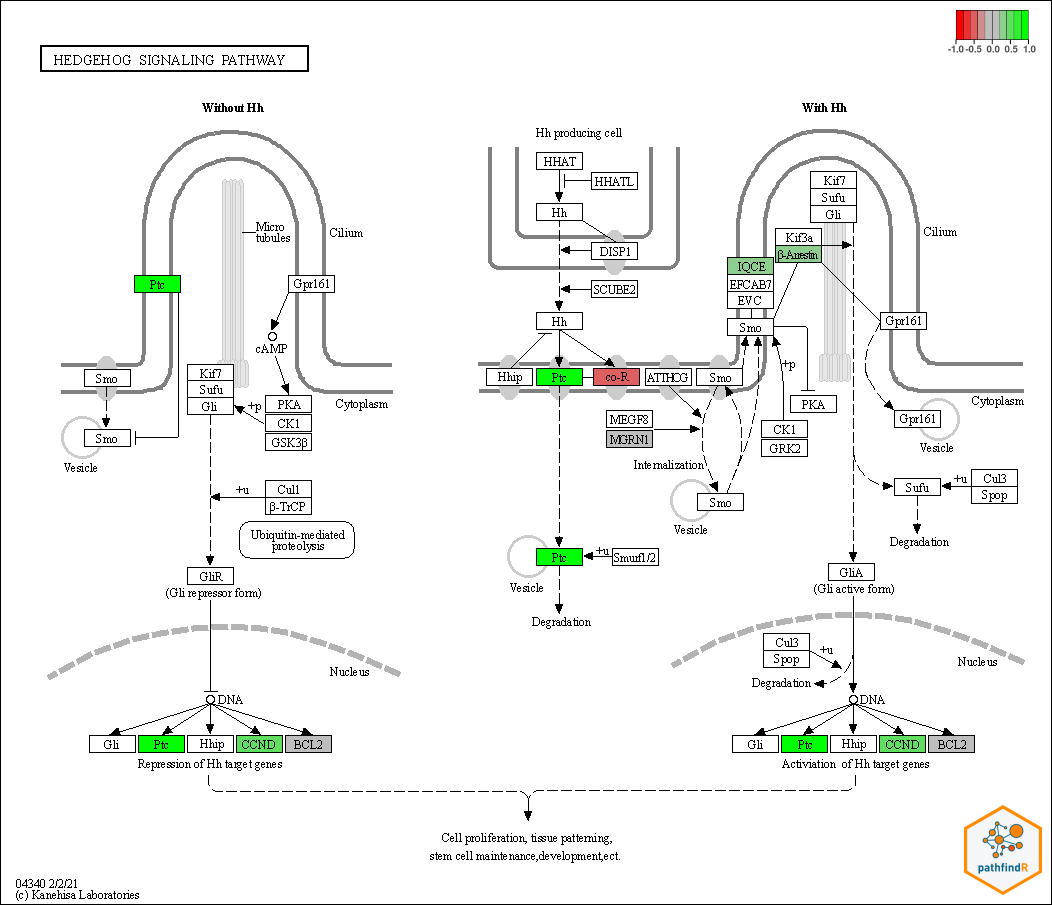 -1.0-0.5 0.0 0.5 1.0
HEDGEHOG SIGNALING PATHWAY
Without Hh
With Hh
Hh producing cell
HHAT
HHATL
Hh
DISP1
SCUBE2
Hh
Micro
tubules
Cilium
Ptc
Gpr161
cAMP
Smo
Kif7
Sufu
Gli
+p
PKA
CK1
GSK3β
Cytoplasm
Smo
Vesicle
+u
Cul1
β-TrCP
Ubiquitin-mediated
proteolysis
GliR
(Gli repressor form)
Nucleus
DNA
Gli
Ptc
Hhip
CCND
BCL2
Repression of Hh target genes
Kif7
Sufu
Gli
Kif3a
β-Arrestin
Cilium
IQCE
EFCAB7
EVC
Smo
Gpr161
Hhip
Ptc
co-R
ATTHOG
Smo
+p
PKA
Cytoplasm
MEGF8
MGRN1
CK1
GRK2
Gpr161
Vesicle
Internalization
Smo
Vesicle
Sufu
+u
Cul3
Spop
Degradation
Ptc
+u
Smurf1/2
Vesicle
Degradation
GliA
(Gli active form)
Cul3
Spop
+u
Degradation
Nucleus
DNA
Gli
Ptc
Hhip
CCND
BCL2
Activiation of Hh target genes
Cell proliferation, tissue patterning,
stem cell maintenance,development,ect.
04340 2/2/21
(c) Kanehisa Laboratories
pathfindR